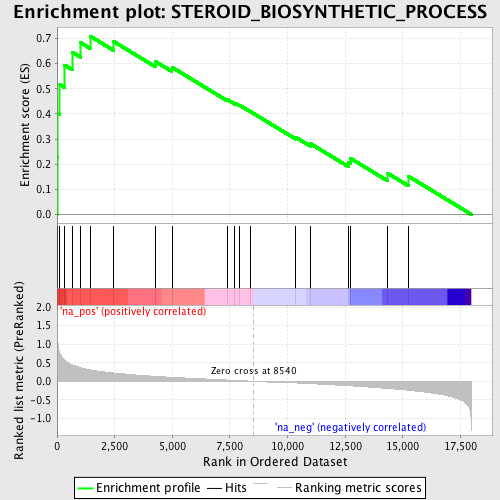 Enrichment plot: STEROID_BIOSYNTHETIC_PROCESS
Enrichment score (ES)
0.7
0.6
0.5
0.4
0.3
0.2
0.1
0.0
'na_pos' (positively correlated)
Ranked list metric (PreRanked)
2.0
1.5
1.0
0.5
0.0
-0.5
-1.0
Zero cross at 8540
'na_neg' (negatively correlated)
0
2,500
5,000
7,500
10,000
12,500
15,000
17,500
Rank in Ordered Dataset
Enrichment profile
Hits
Ranking metric scores